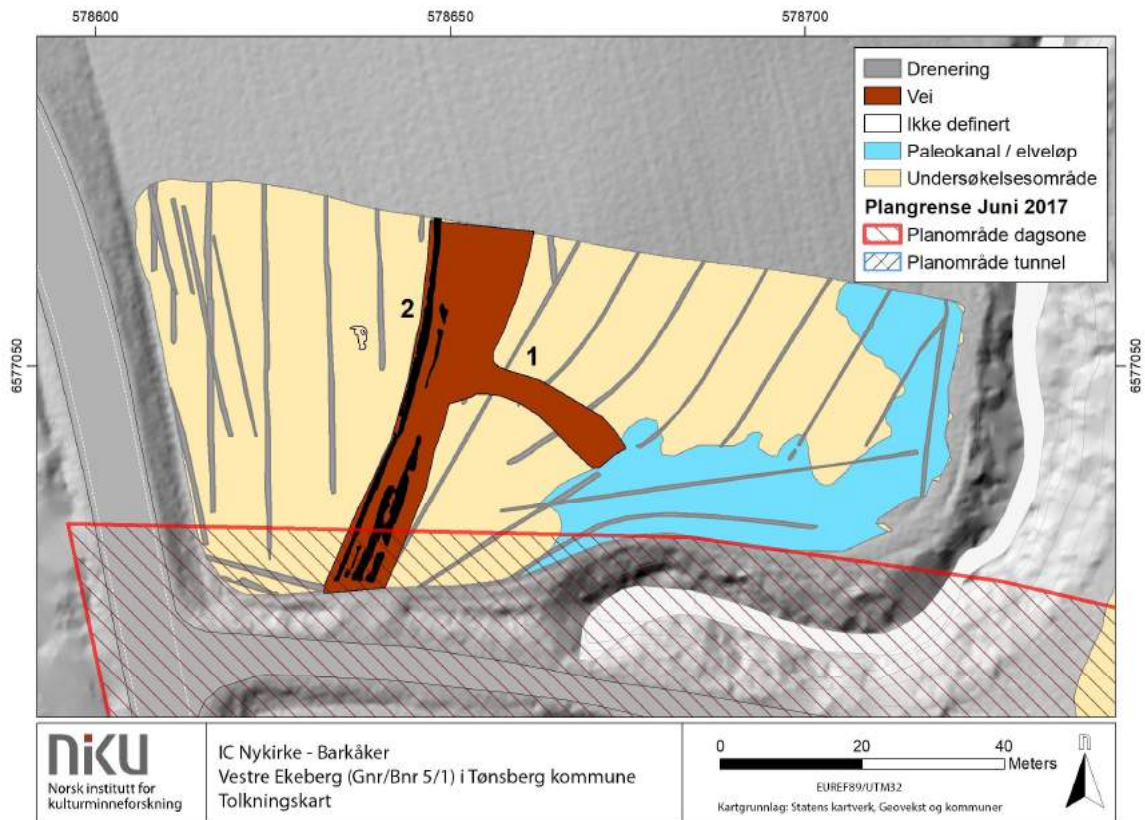 578600
578650
578700
6577050
6577050
Drenering
Vei
Ikke definert
Paleokanal / elveløp
Undersøkelsesområde
Plangrense Juni 2017
Planområde dagsone
Planområde tunnel
2
1
niku
Norsk institutt for
kulturminneforskning
IC Nykirke - Barkåker
Vestre Ekeberg (Gnr/Bnr 5/1) i Tønsberg kommune
Tolkningskart
0 20 40
Meters
EUREF89/UTM32
Kartgrunnlag: Statens kartverk, Geovekst og kommuner
n